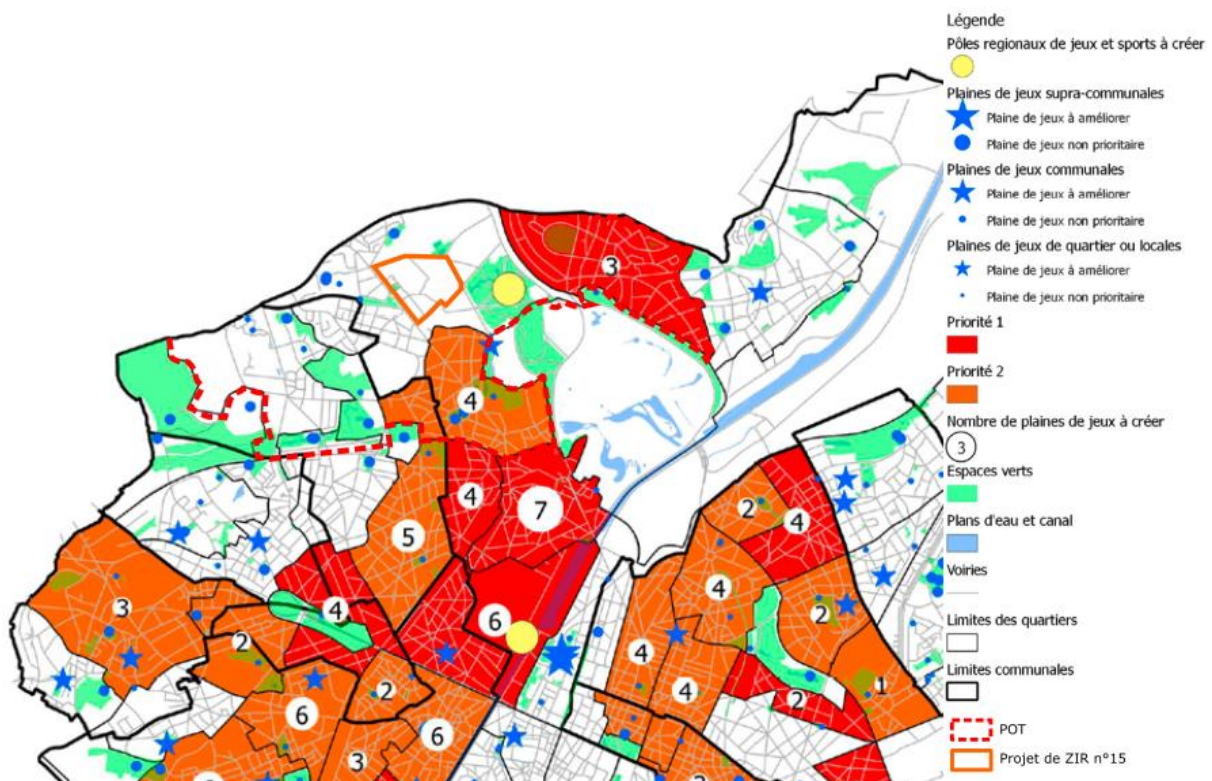 Légende
Pôles regionaux de jeux et sports à créer
Plaines de jeux supra-communales
Plaine de jeux à améliorer
Plaine de jeux non prioritaire
Plaines de jeux communales
Plaine de jeux à améliorer
Plaine de jeux non prioritaire
Plaines de jeux de quartier ou locales
Plaine de jeux à améliorer
Plaine de jeux non prioritaire
Priorité 1
Priorité 2
Nombre de plaines de jeux à créer
3
Espaces verts
Plans d'eau et canal
Voiries
Limites des quartiers
Limites communales
POT
Projet de ZIR n°15
3
4
4
7
5
2
4
4
3
4
2
2
6
4
4
2
2
1
6
6
3